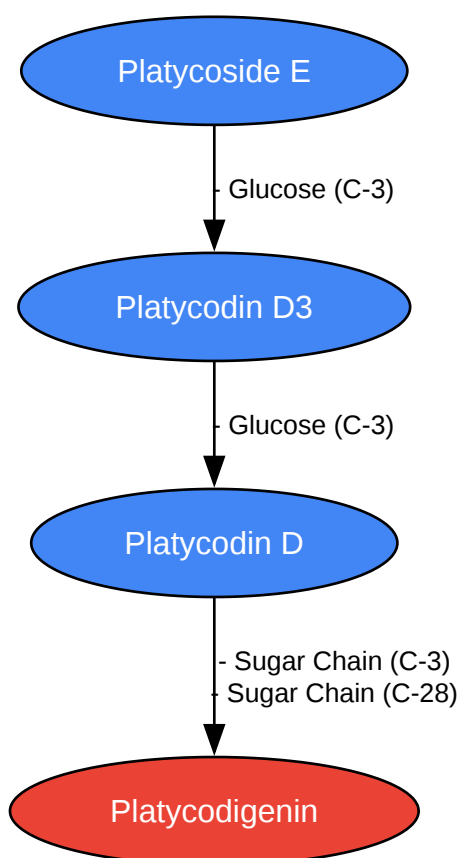 Platycoside E
- Glucose (C-3)
Platycodin D3
- Glucose (C-3)
Platycodin D
- Sugar Chain (C-3)
- Sugar Chain (C-28)
Platycodigenin